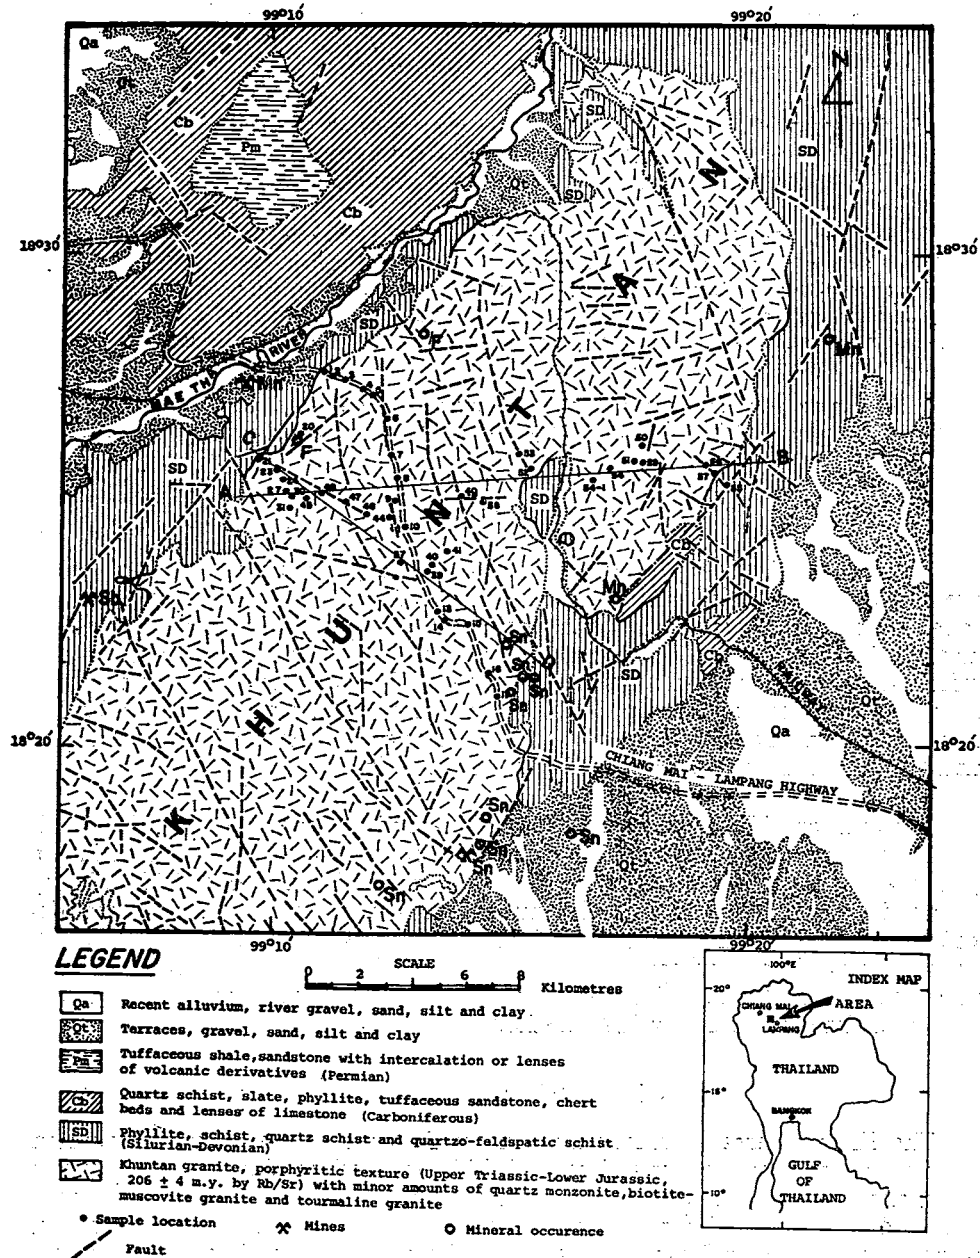 99°10′
99°20′
Qa
Qt
Cb
Pm
Cb
SD
SD
Qt
SD
N
18°30′
18°30′
N
A
SD
F
Mn
MAE THA RIVER
Mn
T
C
F
SD
A
B
SD
N
Cb
Mn
Sb
U
Sn
Sn
D
Sn
Sn
SD
Cb
Qt
Qa
H
18°20′
18°20′
CHIANG MAI - LAMPANG HIGHWAY
K
Sn
Sn
Sn
Sn
Sn
Qt
99°10′
99°20′
LEGEND
SCALE
0 2 4 6 8 Kilometres
Qa Recent alluvium, river gravel, sand, silt and clay
Qt Terraces, gravel, sand, silt and clay
Pm Tuffaceous shale, sandstone with intercalation or lenses
of volcanic derivatives (Permian)
Cb Quartz schist, slate, phyllite, tuffaceous sandstone, chert
beds and lenses of limestone (Carboniferous)
SD Phyllite, schist, quartz schist and quartzo-feldspatic schist
(Silurian-Devonian)
Khuntan granite, porphyritic texture (Upper Triassic-Lower Jurassic,
206 ± 4 m.y. by Rb/Sr) with minor amounts of quartz monzonite, biotite-
muscovite granite and tourmaline granite
Sample location
Mines
Mineral occurence
Fault
100°E
INDEX MAP
20°
CHIANG MAI
AREA
LAMPANG
THAILAND
15°
BANGKOK
GULF
OF
THAILAND
10°